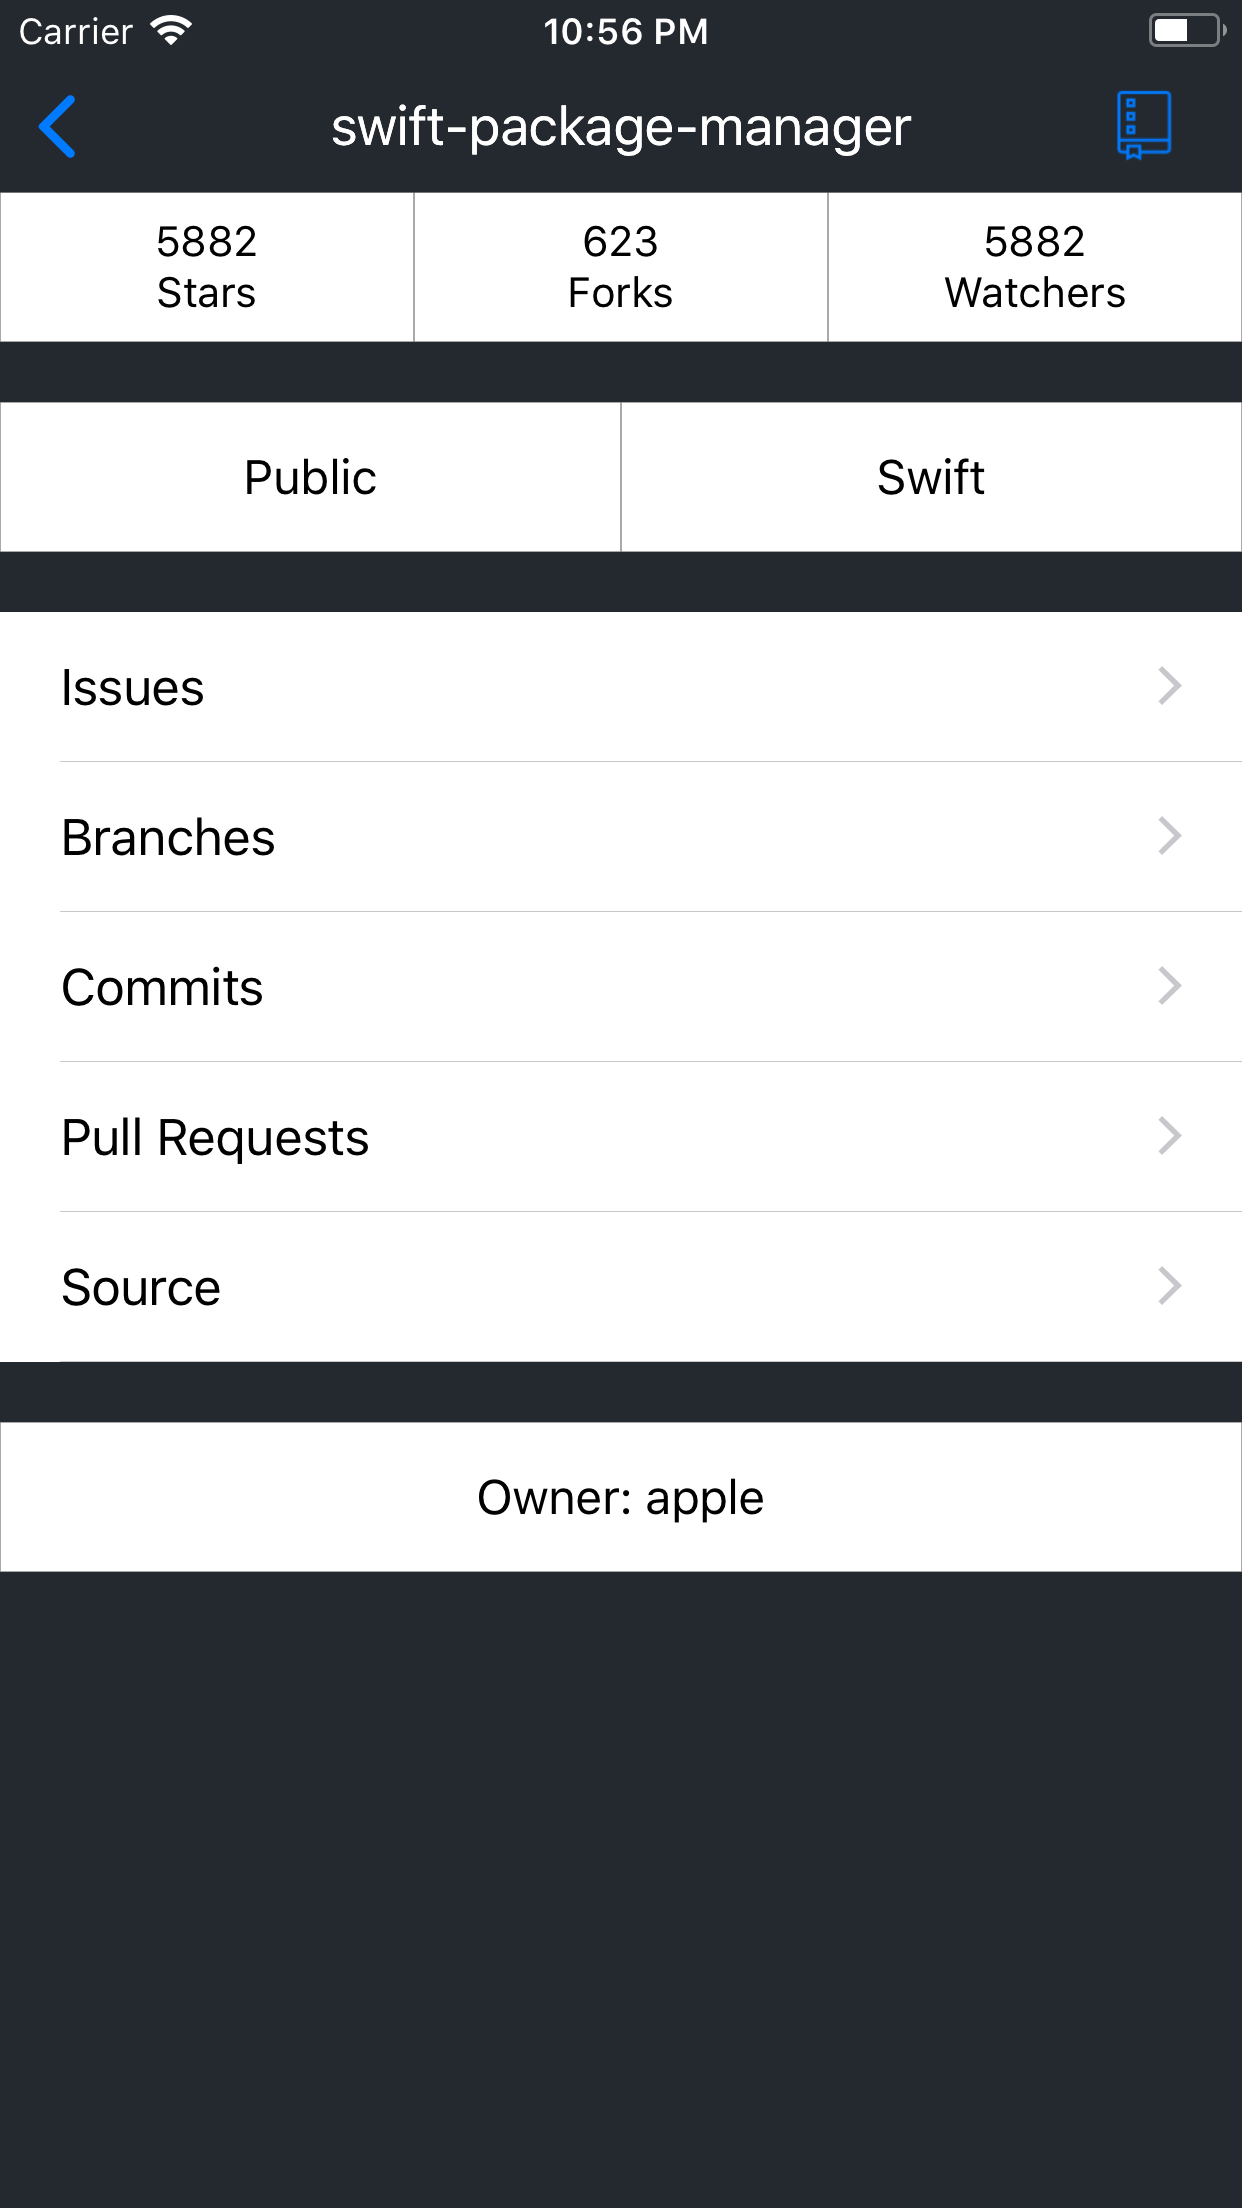 Carrier 10:56 PM
swift-package-manager
5882 623 5882
Stars Forks Watchers
Public Swift
Issues
Branches
Commits
Pull Requests
Source
Owner: apple